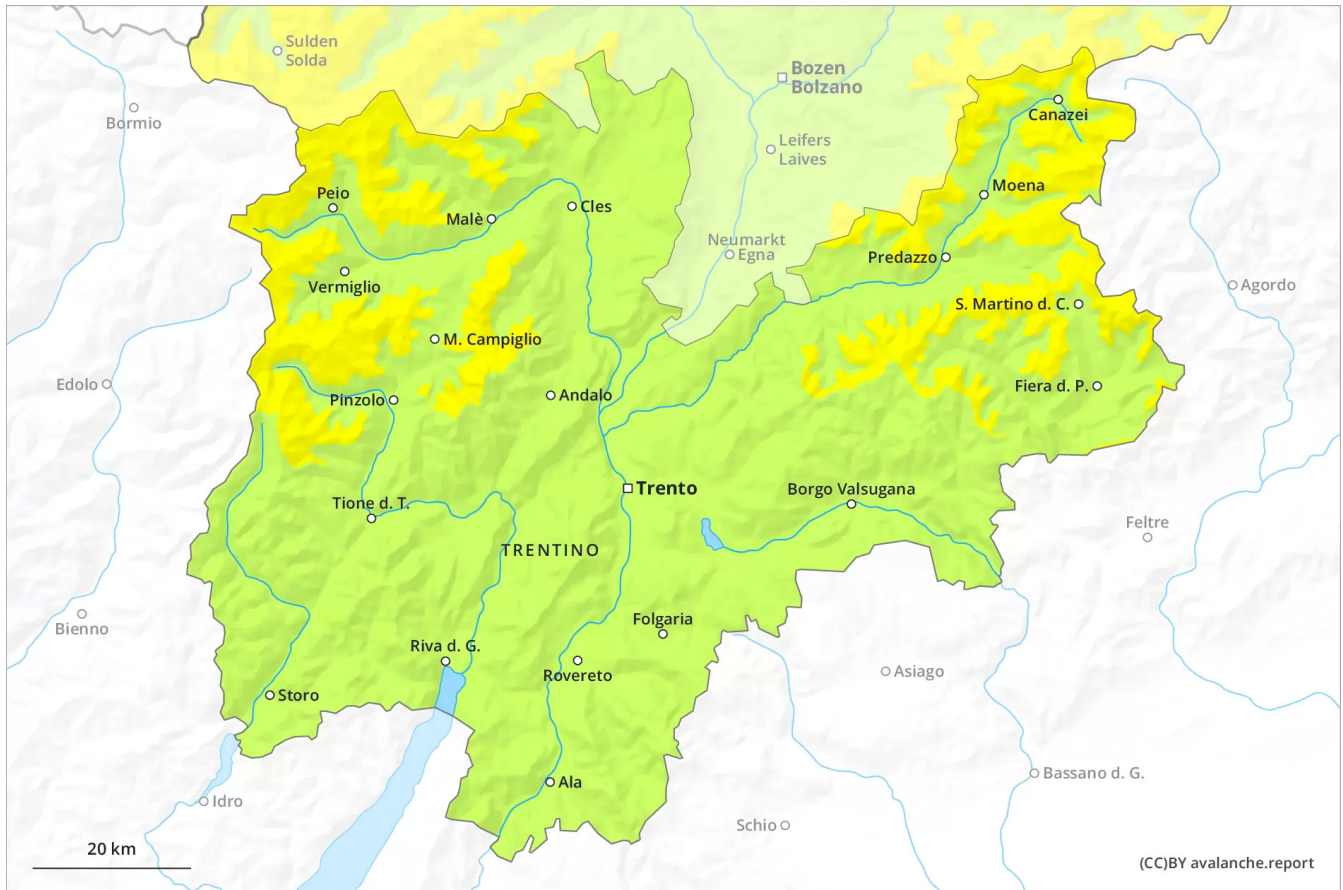 Sulden
Solda
Bozen
Bolzano
Bormio
Canazei
Leifers
Laives
Peio
Moena
Malè
Cles
Neumarkt
Egna
Predazzo
Vermiglio
Agordo
S. Martino d. C.
M. Campiglio
Edolo
Andalo
Fiera d. P.
Pinzolo
Trento
Borgo Valsugana
Tione d. T.
Feltre
TRENTINO
Bienno
Folgaria
Riva d. G.
Rovereto
Asiago
Storo
Ala
Bassano d. G.
Idro
Schio
20 km
(CC)BY avalanche.report